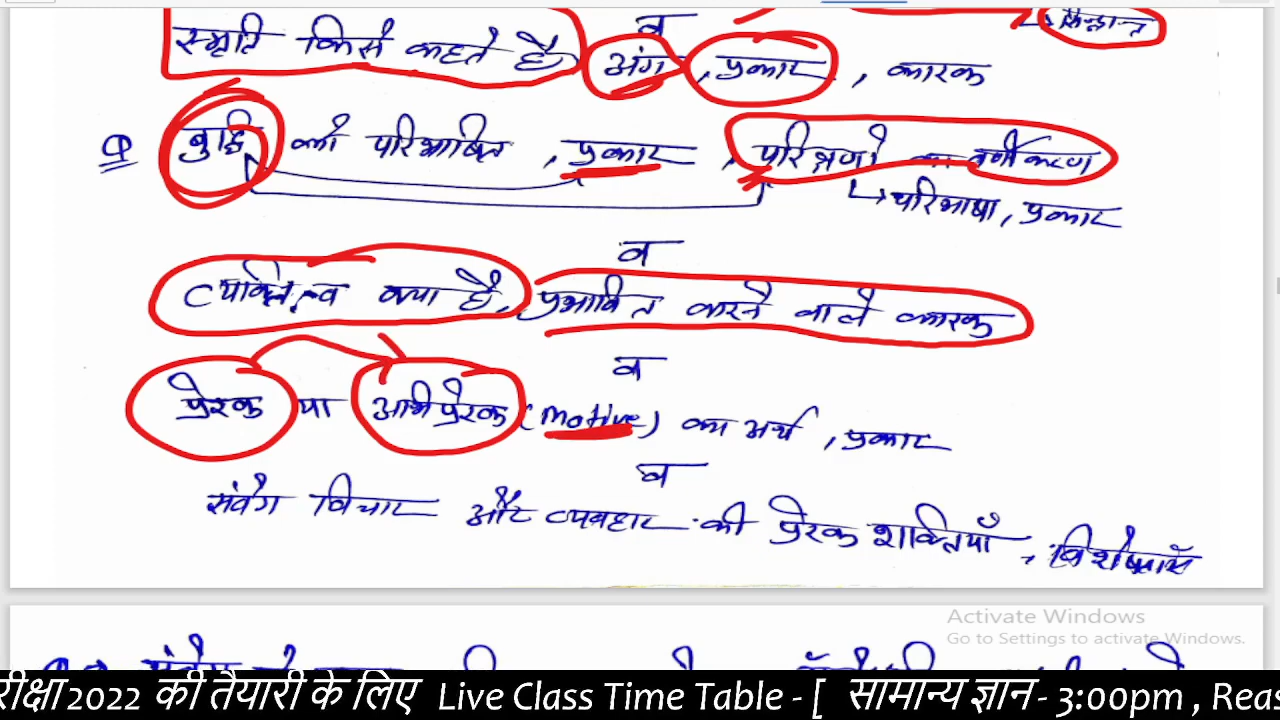 व
सिद्धान्त
स्मृति किसे कहते है, अंग, प्रकार, कारक
Q बुद्धि को परिभाषित, प्रकार, परिक्षणो का वर्गीकरण
परिभाषा, प्रकार
व
व्यक्तित्व क्या है, प्रभावित करने वाले कारक
व
प्रेरक या अभिप्रेरक (Motive) का अर्थ, प्रकार
व
संवेग विचार और व्यवहार की प्रेरक शक्तियाँ, विशेषताएँ
Activate Windows
Go to Settings to activate Windows.
रीक्षा 2022 की तैयारी के लिए Live Class Time Table - [ सामान्य ज्ञान - 3:00pm , Reas